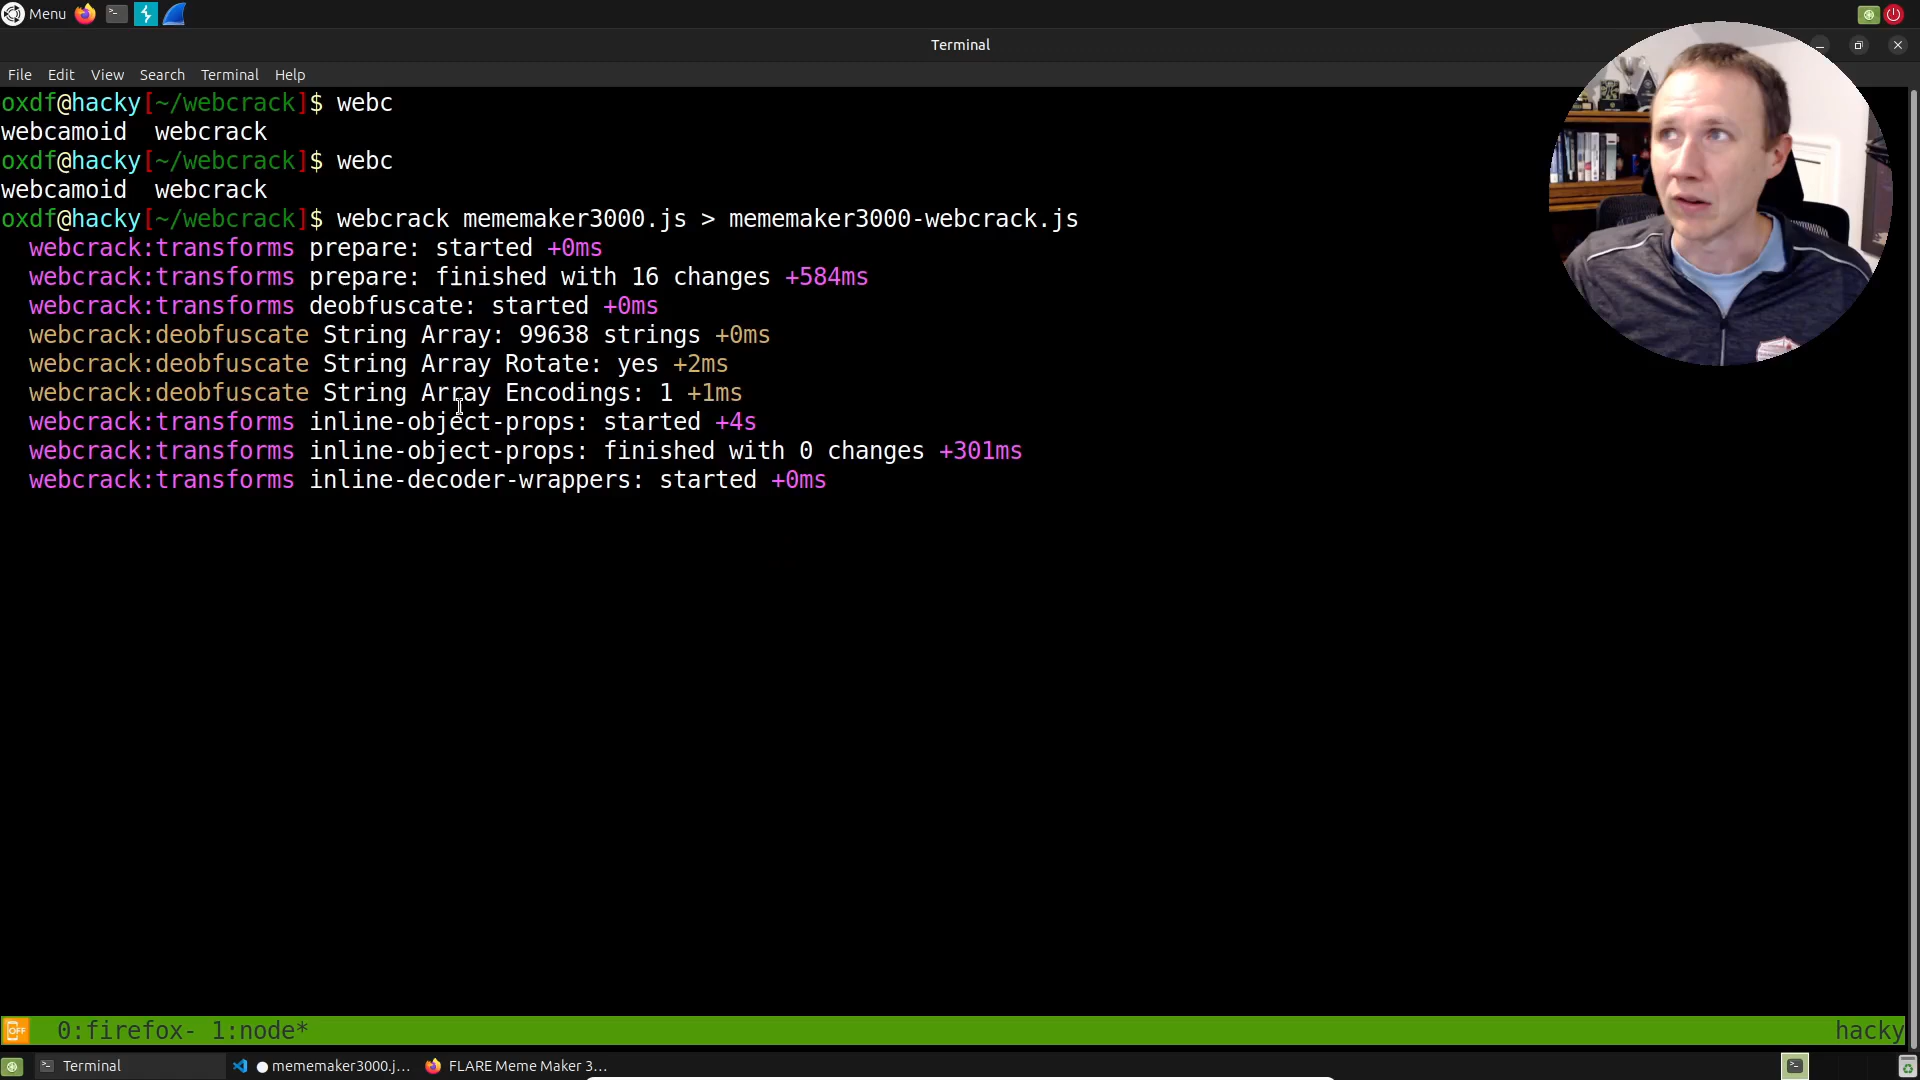 Menu
Terminal
File Edit View Search Terminal Help
oxdf@hacky[~/webcrack]$ webc
webcamoid  webcrack
oxdf@hacky[~/webcrack]$ webc
webcamoid  webcrack
oxdf@hacky[~/webcrack]$ webcrack mememaker3000.js > mememaker3000-webcrack.js
webcrack:transforms prepare: started +0ms
webcrack:transforms prepare: finished with 16 changes +584ms
webcrack:transforms deobfuscate: started +0ms
webcrack:deobfuscate String Array: 99638 strings +0ms
webcrack:deobfuscate String Array Rotate: yes +2ms
webcrack:deobfuscate String Array Encodings: 1 +1ms
webcrack:transforms inline-object-props: started +4s
webcrack:transforms inline-object-props: finished with 0 changes +301ms
webcrack:transforms inline-decoder-wrappers: started +0ms
OFF 0:firefox- 1:node* hacky
Terminal ● mememaker3000.j... FLARE Meme Maker 3...